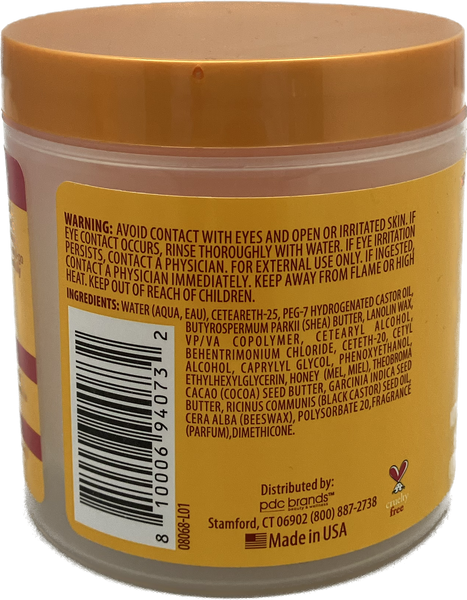 WARNING: AVOID CONTACT WITH EYES AND OPEN OR IRRITATED SKIN. IF
EYE CONTACT OCCURS, RINSE THOROUGHLY WITH WATER. IF EYE IRRITATION
PERSISTS, CONTACT A PHYSICIAN. FOR EXTERNAL USE ONLY. IF INGESTED,
CONTACT A PHYSICIAN IMMEDIATELY. KEEP AWAY FROM FLAME OR HIGH
HEAT. KEEP OUT OF REACH OF CHILDREN.
INGREDIENTS: WATER (AQUA, EAU), CETEARETH-25, PEG-7 HYDROGENATED CASTOR OIL,
BUTYROSPERMUM PARKII (SHEA) BUTTER, LANOLIN WAX,
VP/VA COPOLYMER, CETEARYL ALCOHOL,
BEHENTRIMONIUM CHLORIDE, CETETH-20, CETYL
ALCOHOL, CAPRYLYL GLYCOL, PHENOXYETHANOL,
ETHYLHEXYLGLYCERIN, HONEY (MEL, MIEL), THEOBROMA
CACAO (COCOA) SEED BUTTER, GARCINIA INDICA SEED
BUTTER, RICINUS COMMUNIS (BLACK CASTOR) SEED OIL,
CERA ALBA (BEESWAX), POLYSORBATE 20,FRAGRANCE
(PARFUM),DIMETHICONE.
8 10006 94073 2
08068-L01
Distributed by:
pdc brands™
beauty & wellness
Stamford, CT 06902 (800) 887-2738
Made in USA
cruelty
free